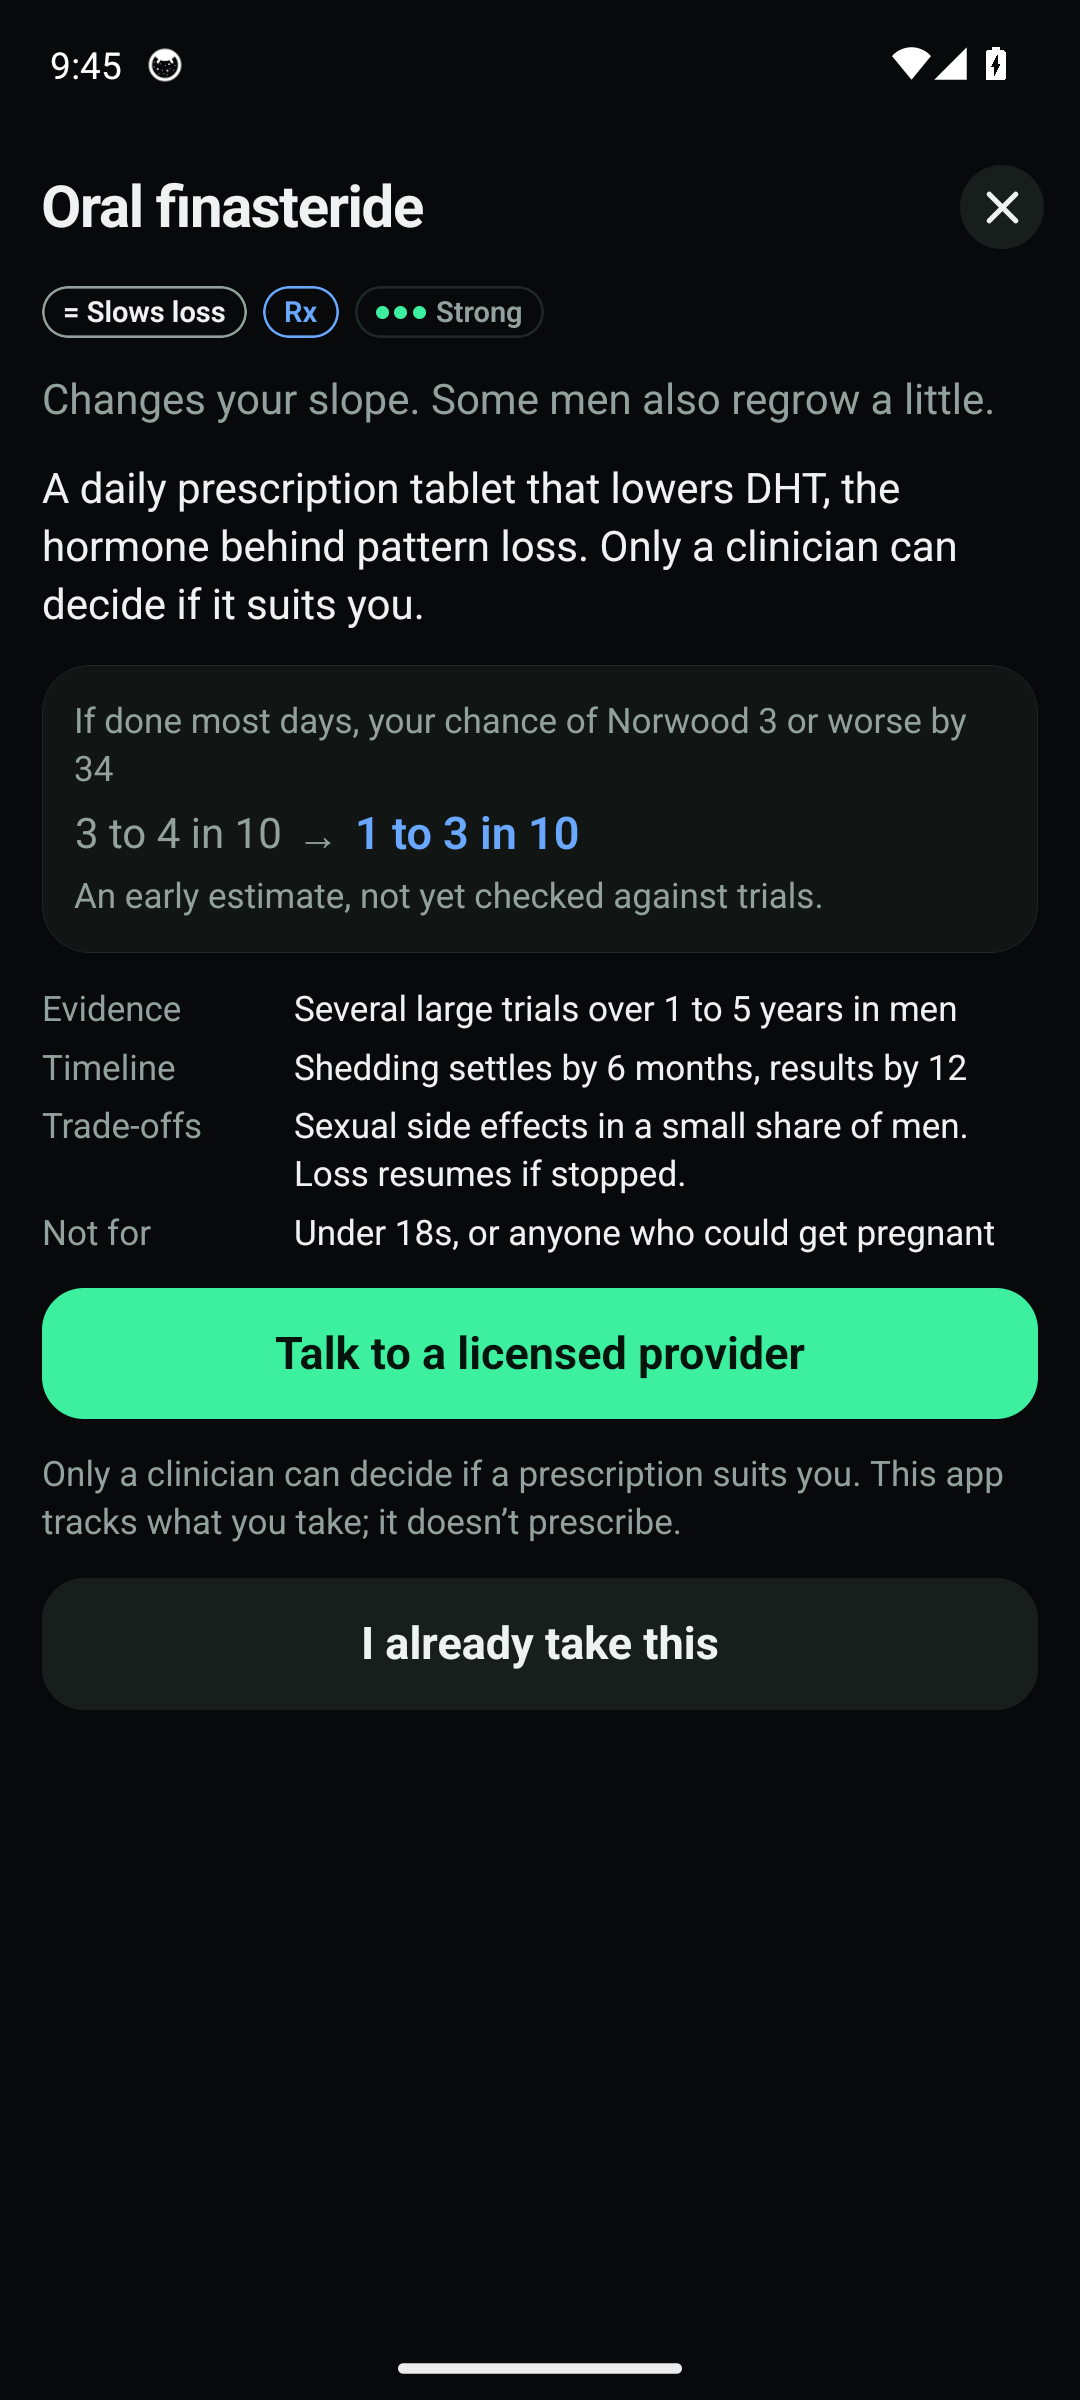 9:45
Oral finasteride
= Slows loss
Rx
Strong
Changes your slope. Some men also regrow a little.
A daily prescription tablet that lowers DHT, the
hormone behind pattern loss. Only a clinician can
decide if it suits you.
If done most days, your chance of Norwood 3 or worse by
34
3 to 4 in 10 → 1 to 3 in 10
An early estimate, not yet checked against trials.
Evidence Several large trials over 1 to 5 years in men
Timeline Shedding settles by 6 months, results by 12
Trade-offs Sexual side effects in a small share of men.
Loss resumes if stopped.
Not for Under 18s, or anyone who could get pregnant
Talk to a licensed provider
Only a clinician can decide if a prescription suits you. This app
tracks what you take; it doesn’t prescribe.
I already take this